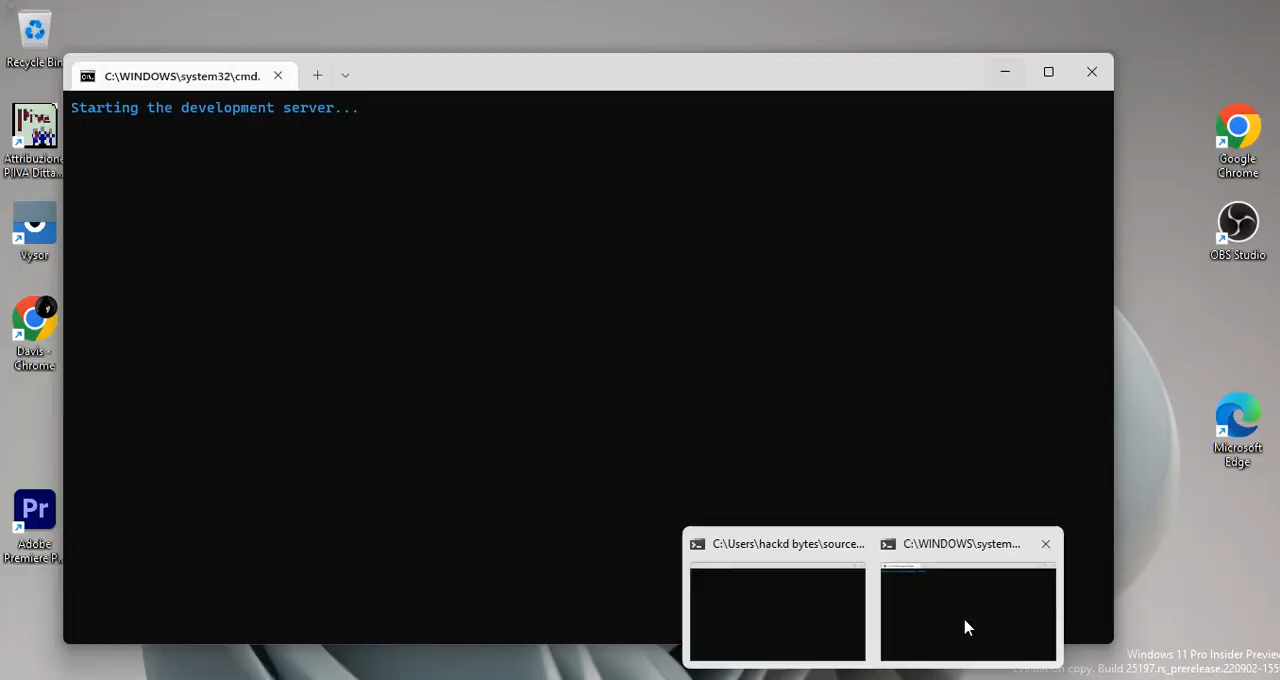 Recycle Bin
Attribuzione
P.IVA Ditta...
Vysor
Davis -
Chrome
Pr
Adobe
Premiere P...
C:\WINDOWS\system32\cmd.
Starting the development server...
C:\Users\hackd bytes\source...
C:\WINDOWS\system...
Google
Chrome
OBS Studio
Microsoft
Edge
Windows 11 Pro Insider Preview
copy. Build 25197.rs_prerelease.220902-155